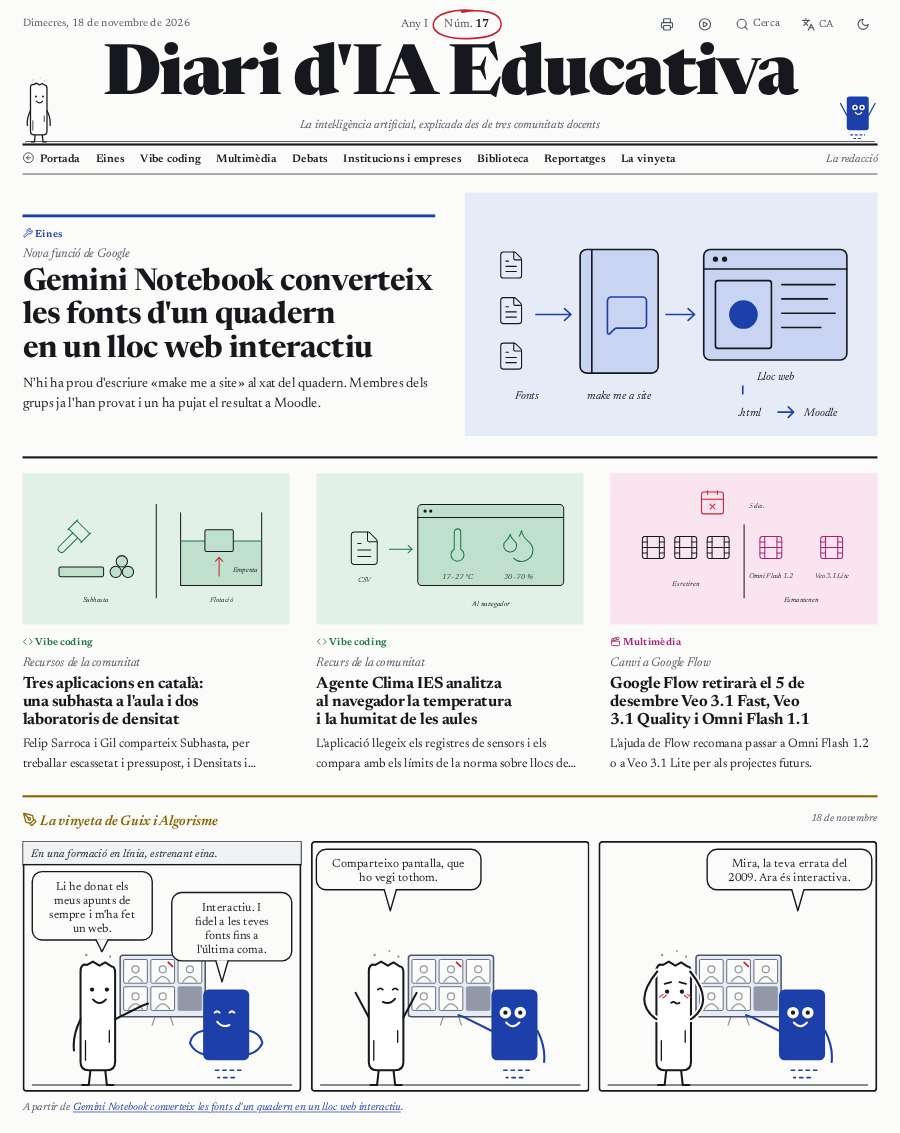 Dimecres, 18 de novembre de 2026
Any I Núm. 17
Cerca
CA
Diari d'IA Educativa
La intel·ligència artificial, explicada des de tres comunitats docents
Portada Eines Vibe coding Multimèdia Debats Institucions i empreses Biblioteca Reportatges La vinyeta La redacció
Eines
Nova funció de Google
Gemini Notebook converteix
les fonts d'un quadern
en un lloc web interactiu
N'hi ha prou d'escriure «make me a site» al xat del quadern. Membres dels
grups ja l'han provat i un ha pujat el resultat a Moodle.
Fonts
make me a site
Lloc web
.html
Moodle
Subhasta
Empenta
Flotació
Vibe coding
Recursos de la comunitat
Tres aplicacions en català:
una subhasta a l'aula i dos
laboratoris de densitat
Felip Sarroca i Gil comparteix Subhasta, per
treballar escassetat i pressupost, i Densitats i…
CSV
17–27 °C
30–70 %
Al navegador
Vibe coding
Recurs de la comunitat
Agente Clima IES analitza
al navegador la temperatura
i la humitat de les aules
L'aplicació llegeix els registres de sensors i els
compara amb els límits de la norma sobre llocs de…
5 des.
Es retiren
Omni Flash 1.2
Veo 3.1 Lite
Es mantenen
Multimèdia
Canvi a Google Flow
Google Flow retirarà el 5 de
desembre Veo 3.1 Fast, Veo
3.1 Quality i Omni Flash 1.1
L'ajuda de Flow recomana passar a Omni Flash 1.2
o a Veo 3.1 Lite per als projectes futurs.
La vinyeta de Guix i Algorisme
18 de novembre
En una formació en línia, estrenant eina.
Li he donat els
meus apunts de
sempre i m'ha fet
un web.
Interactiu. I
fidel a les teves
fonts fins a
l'última coma.
Comparteixo pantalla, que
ho vegi tothom.
Mira, la teva errata del
2009. Ara és interactiva.
A partir de Gemini Notebook converteix les fonts d'un quadern en un lloc web interactiu.